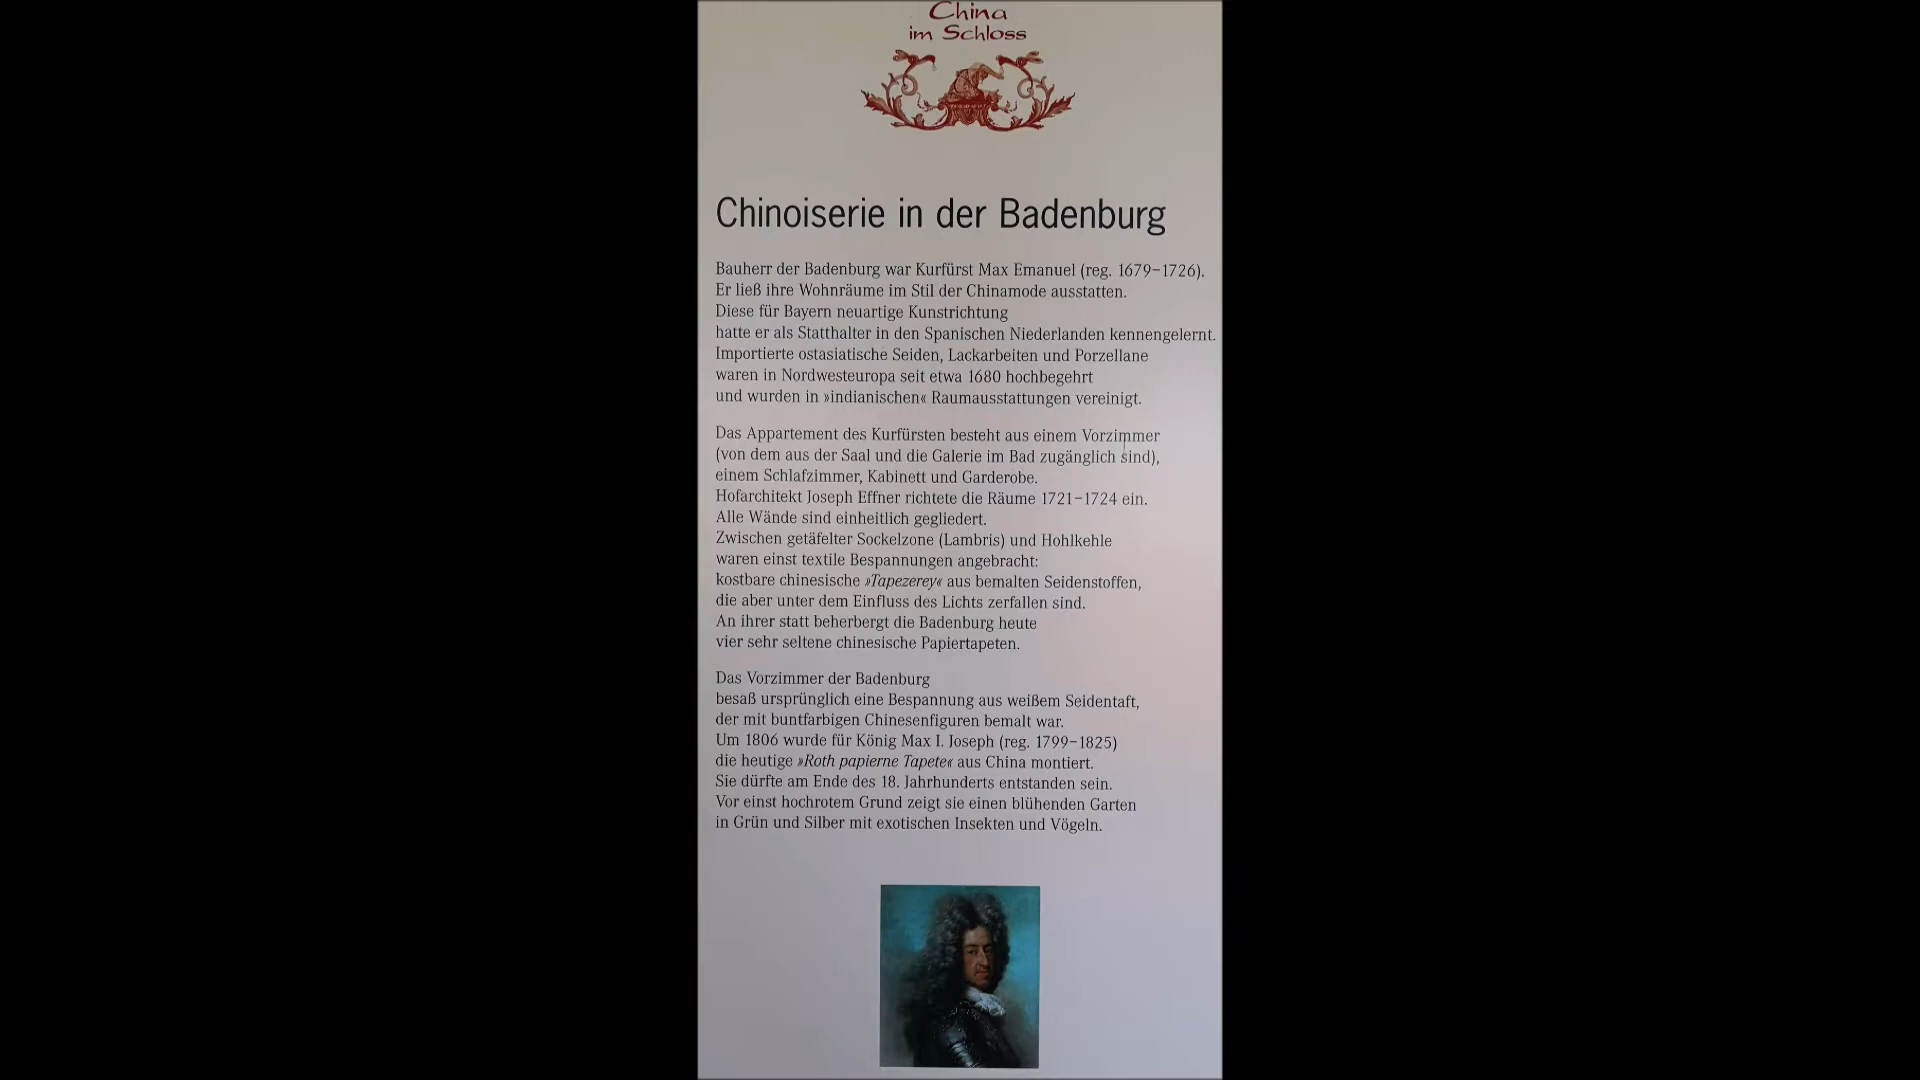 China
im Schloss
Chinoiserie in der Badenburg
Bauherr der Badenburg war Kurfürst Max Emanuel (reg. 1679–1726).
Er ließ ihre Wohnräume im Stil der Chinamode ausstatten.
Diese für Bayern neuartige Kunstrichtung
hatte er als Statthalter in den Spanischen Niederlanden kennengelernt.
Importierte ostasiatische Seiden, Lackarbeiten und Porzellane
waren in Nordwesteuropa seit etwa 1680 hochbegehrt
und wurden in »indianischen« Raumausstattungen vereinigt.
Das Appartement des Kurfürsten besteht aus einem Vorzimmer
(von dem aus der Saal und die Galerie im Bad zugänglich sind),
einem Schlafzimmer, Kabinett und Garderobe.
Hofarchitekt Joseph Effner richtete die Räume 1721–1724 ein.
Alle Wände sind einheitlich gegliedert.
Zwischen getäfelter Sockelzone (Lambris) und Hohlkehle
waren einst textile Bespannungen angebracht:
kostbare chinesische »Tapezerey« aus bemalten Seidenstoffen,
die aber unter dem Einfluss des Lichts zerfallen sind.
An ihrer statt beherbergt die Badenburg heute
vier sehr seltene chinesische Papiertapeten.
Das Vorzimmer der Badenburg
besaß ursprünglich eine Bespannung aus weißem Seidentaft,
der mit buntfarbigen Chinesenfiguren bemalt war.
Um 1806 wurde für König Max I. Joseph (reg. 1799–1825)
die heutige »Roth papierne Tapete« aus China montiert.
Sie dürfte am Ende des 18. Jahrhunderts entstanden sein.
Vor einst hochrotem Grund zeigt sie einen blühenden Garten
in Grün und Silber mit exotischen Insekten und Vögeln.